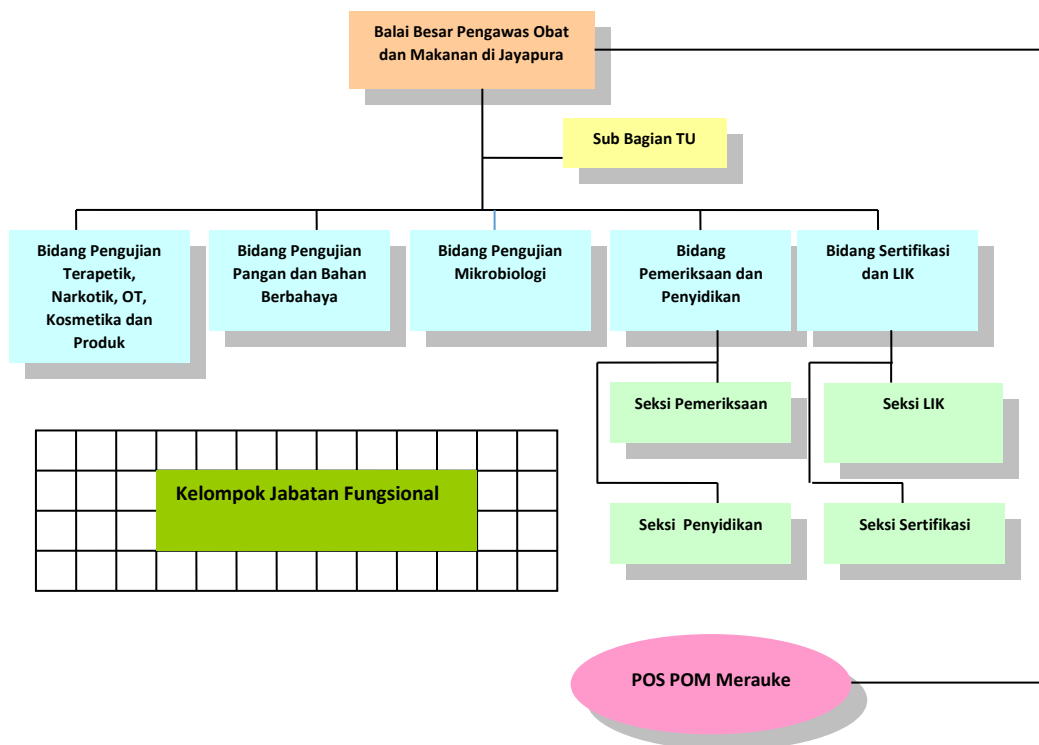 Balai Besar Pengawas Obat
dan Makanan di Jayapura
Sub Bagian TU
Bidang Pengujian
Terapetik,
Narkotik, OT,
Kosmetika dan
Produk
Bidang Pengujian
Pangan dan Bahan
Berbahaya
Bidang Pengujian
Mikrobiologi
Bidang
Pemeriksaan dan
Penyidikan
Bidang Sertifikasi
dan LIK
Seksi Pemeriksaan
Seksi LIK
Kelompok Jabatan Fungsional
Seksi Penyidikan
Seksi Sertifikasi
POS POM Merauke